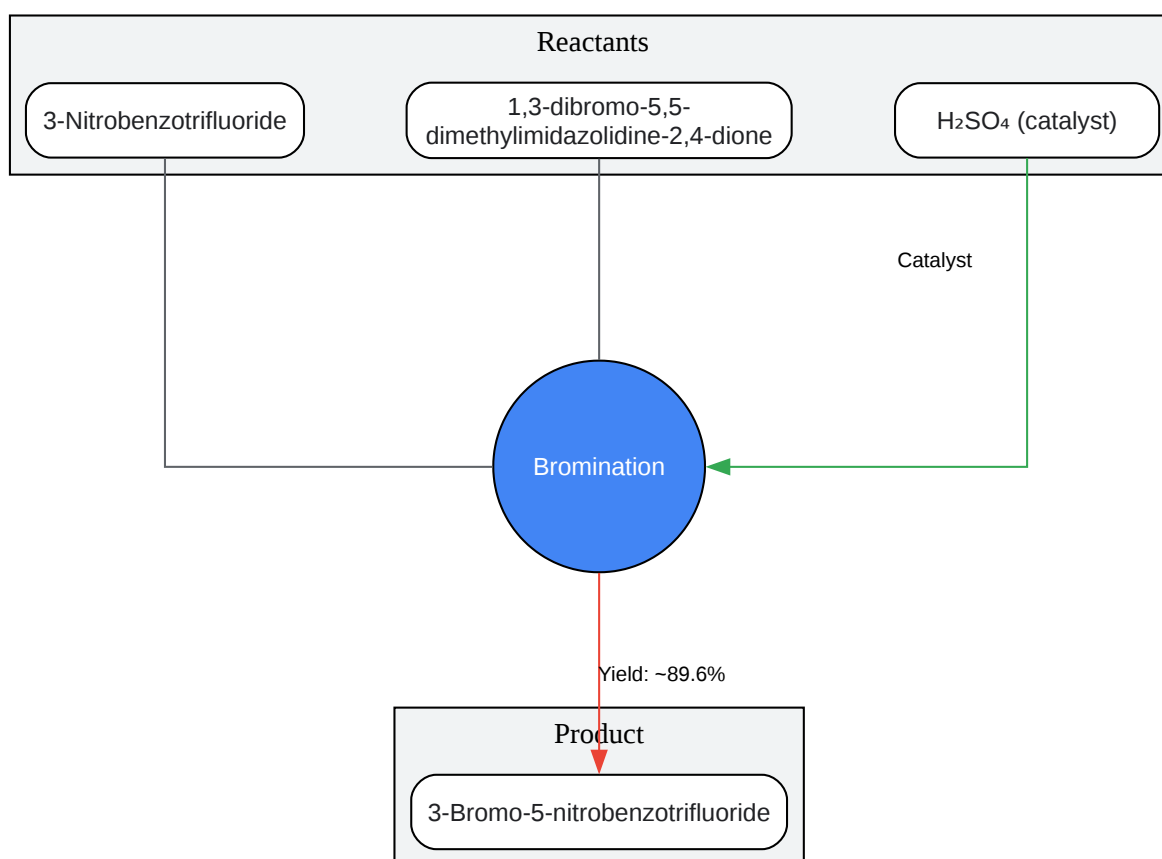 Reactants
3-Nitrobenzotrifluoride
1,3-dibromo-5,5-
dimethylimidazolidine-2,4-dione
H₂SO₄ (catalyst)
Catalyst
Bromination
Yield: ~89.6%
Product
3-Bromo-5-nitrobenzotrifluoride